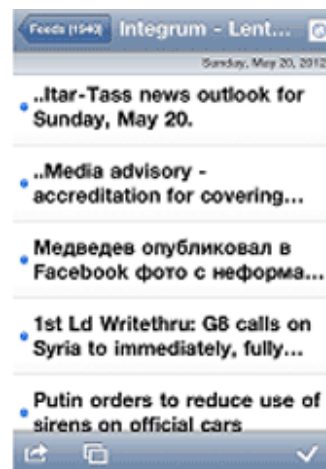 Feeds (1540) Integrum - Lent...
Sunday, May 20, 2012
..Itar-Tass news outlook for
Sunday, May 20.
..Media advisory -
accreditation for covering...
Медведев опубликовал в
Facebook фото с неформа...
1st Ld Writethru: G8 calls on
Syria to immediately, fully...
Putin orders to reduce use of
sirens on official cars